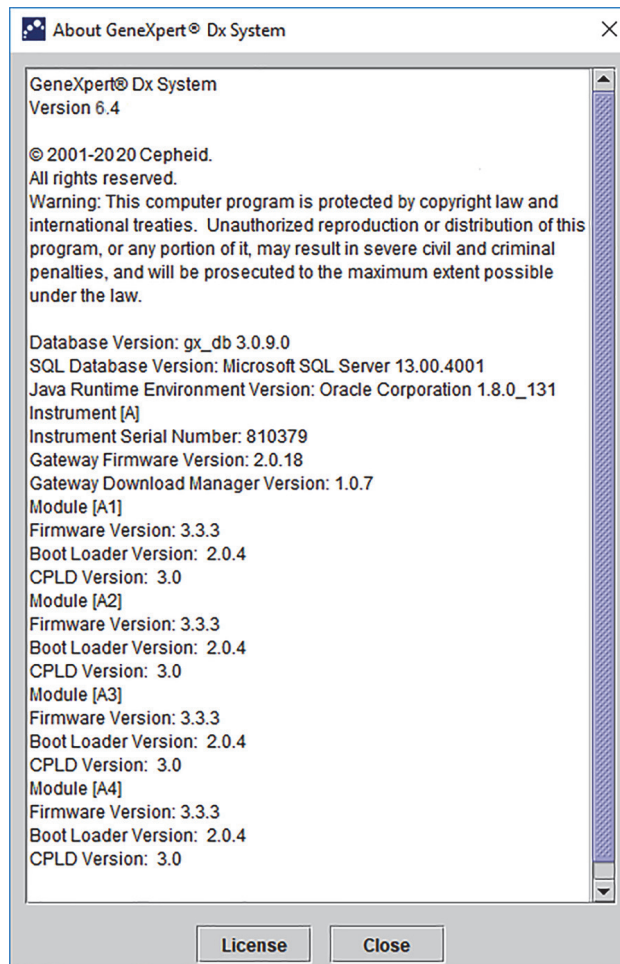 About GeneXpert® Dx System
GeneXpert® Dx System
Version 6.4
© 2001-2020 Cepheid.
All rights reserved.
Warning: This computer program is protected by copyright law and
international treaties.  Unauthorized reproduction or distribution of this
program, or any portion of it, may result in severe civil and criminal
penalties, and will be prosecuted to the maximum extent possible
under the law.
Database Version: gx_db 3.0.9.0
SQL Database Version: Microsoft SQL Server 13.00.4001
Java Runtime Environment Version: Oracle Corporation 1.8.0_131
Instrument [A]
Instrument Serial Number: 810379
Gateway Firmware Version: 2.0.18
Gateway Download Manager Version: 1.0.7
Module [A1]
Firmware Version: 3.3.3
Boot Loader Version:  2.0.4
CPLD Version:  3.0
Module [A2]
Firmware Version: 3.3.3
Boot Loader Version:  2.0.4
CPLD Version:  3.0
Module [A3]
Firmware Version: 3.3.3
Boot Loader Version:  2.0.4
CPLD Version:  3.0
Module [A4]
Firmware Version: 3.3.3
Boot Loader Version:  2.0.4
CPLD Version:  3.0
License
Close